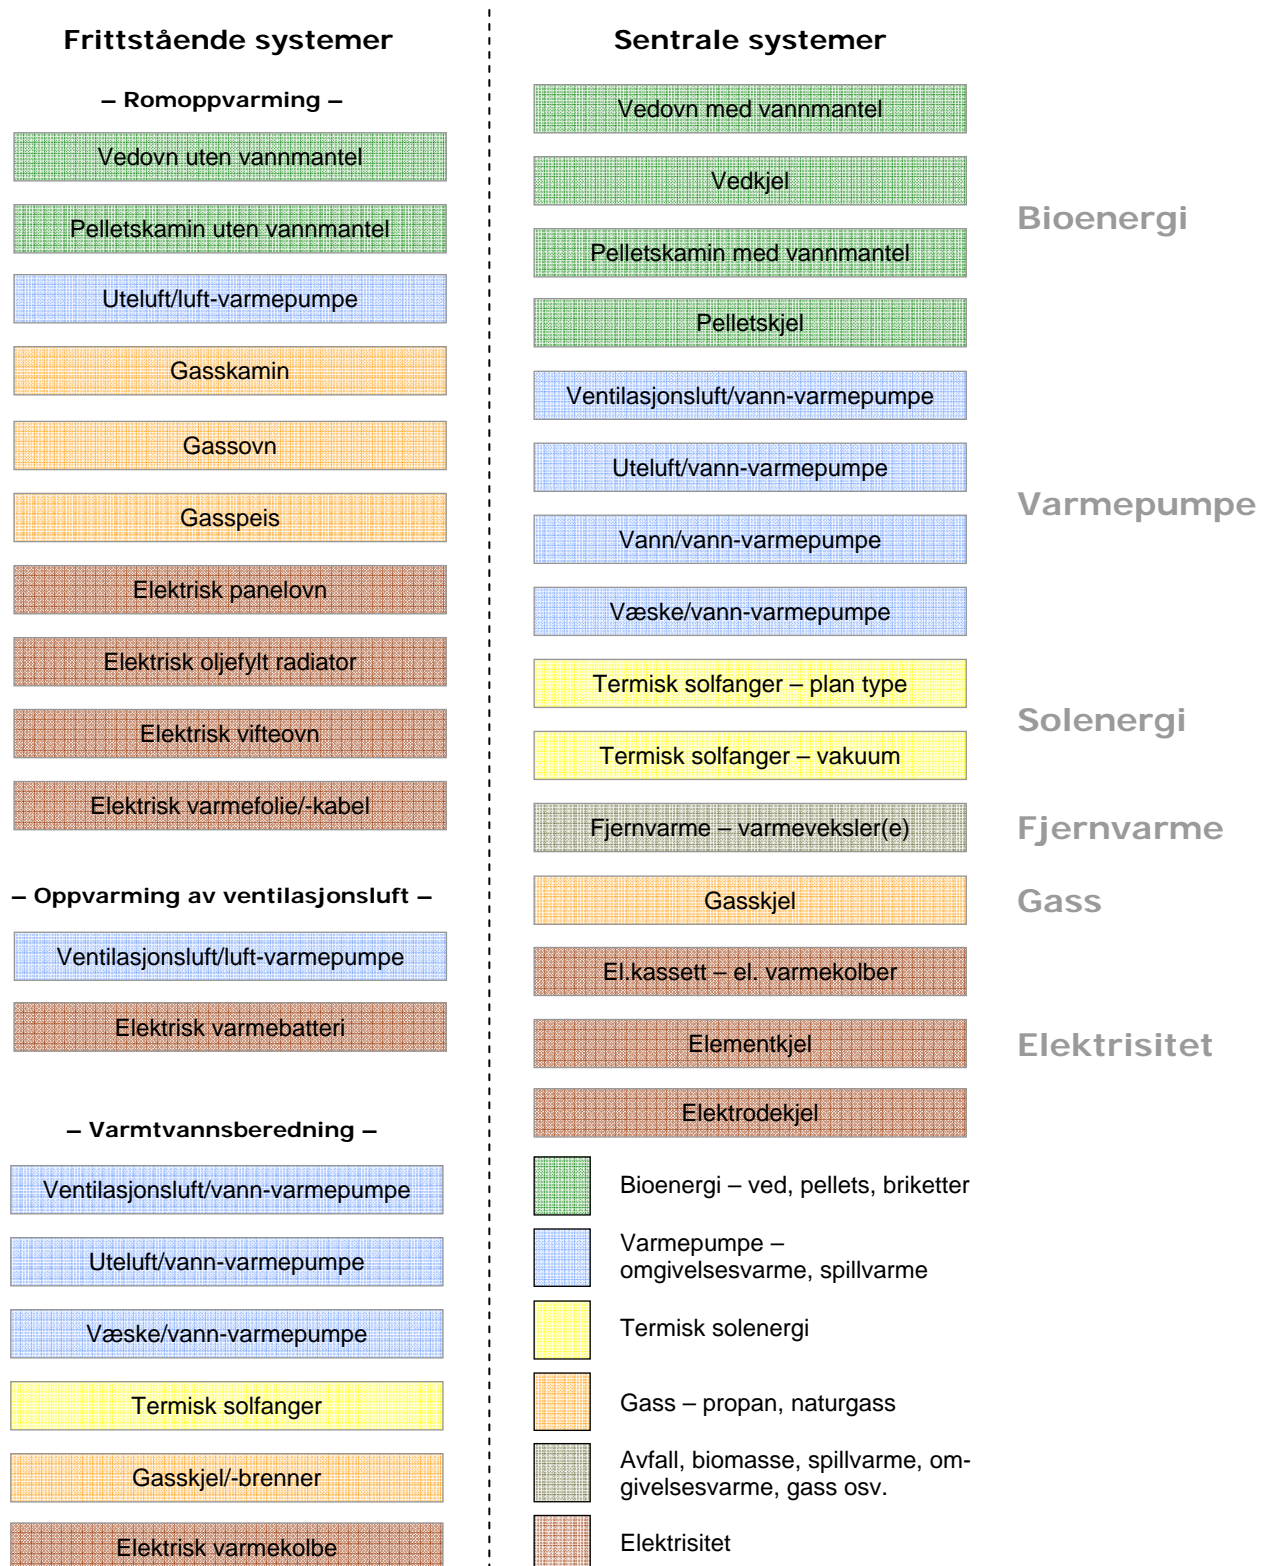 Frittstående systemer
– Romoppvarming –
Vedovn uten vannmantel
Pelletskamin uten vannmantel
Uteluft/luft-varmepumpe
Gasskamin
Gassovn
Gasspeis
Elektrisk panelovn
Elektrisk oljefylt radiator
Elektrisk vifteovn
Elektrisk varmefolie/-kabel
– Oppvarming av ventilasjonsluft –
Ventilasjonsluft/luft-varmepumpe
Elektrisk varmebatteri
– Varmtvannsberedning –
Ventilasjonsluft/vann-varmepumpe
Uteluft/vann-varmepumpe
Væske/vann-varmepumpe
Termisk solfanger
Gasskjel/-brenner
Elektrisk varmekolbe
Sentrale systemer
Vedovn med vannmantel
Vedkjel
Pelletskamin med vannmantel
Pelletskjel
Ventilasjonsluft/vann-varmepumpe
Uteluft/vann-varmepumpe
Vann/vann-varmepumpe
Væske/vann-varmepumpe
Termisk solfanger – plan type
Termisk solfanger – vakuum
Fjernvarme – varmeveksler(e)
Gasskjel
El.kassett – el. varmekolber
Elementkjel
Elektrodekjel
Bioenergi
Varmepumpe
Solenergi
Fjernvarme
Gass
Elektrisitet
Bioenergi – ved, pellets, briketter
Varmepumpe –
omgivelsesvarme, spillvarme
Termisk solenergi
Gass – propan, naturgass
Avfall, biomasse, spillvarme, om-
givelsesvarme, gass osv.
Elektrisitet